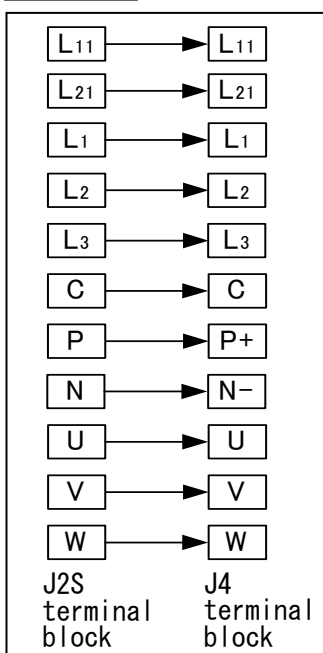 L11 L11
L21 L21
L1 L1
L2 L2
L3 L3
C C
P P+
N N-
U U
V V
W W
J2S J4
terminal terminal
block block